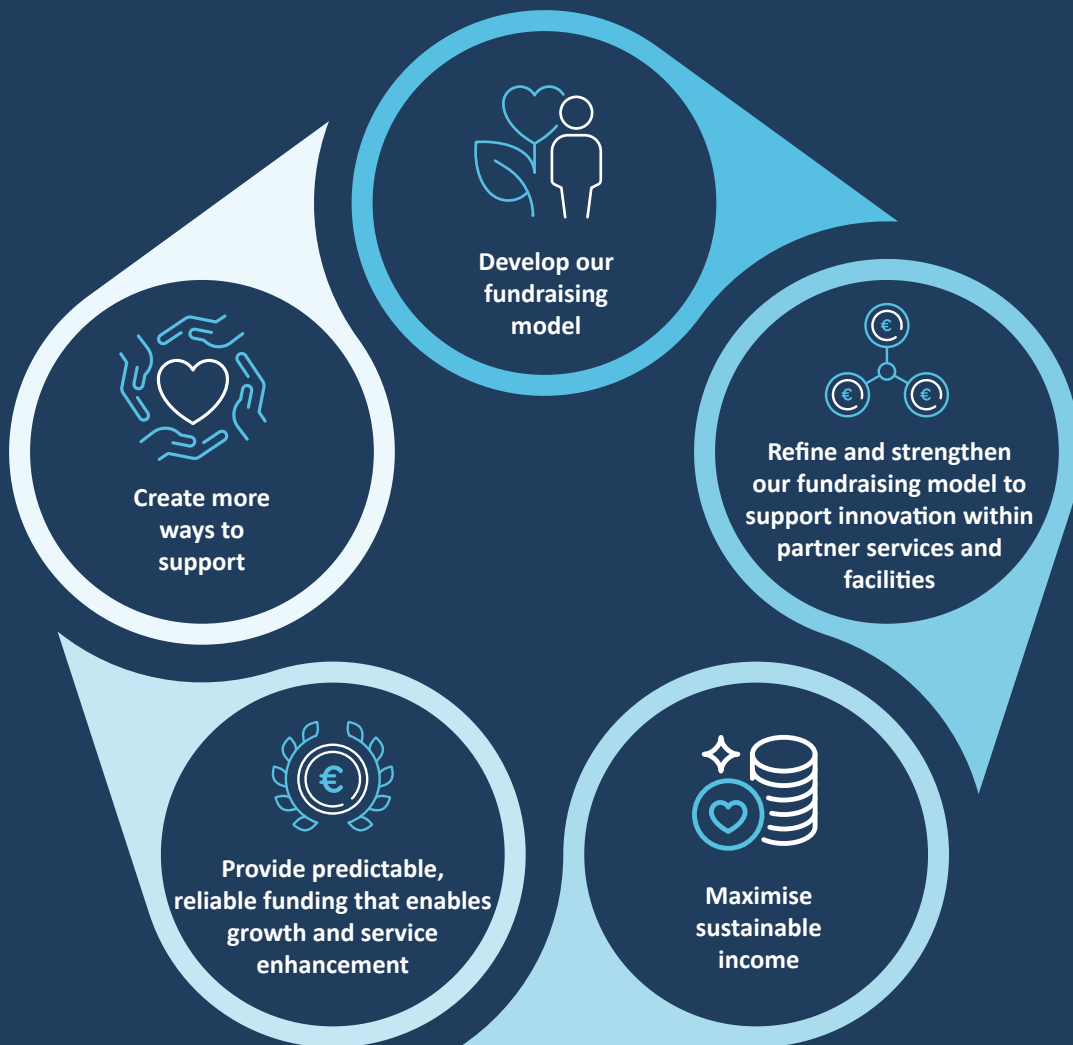 Develop our
fundraising
model
€
€
€
Refine and strengthen
our fundraising model to
support innovation within
partner services and
facilities
Maximise
sustainable
income
€
Provide predictable,
reliable funding that enables
growth and service
enhancement
Create more
ways to
support